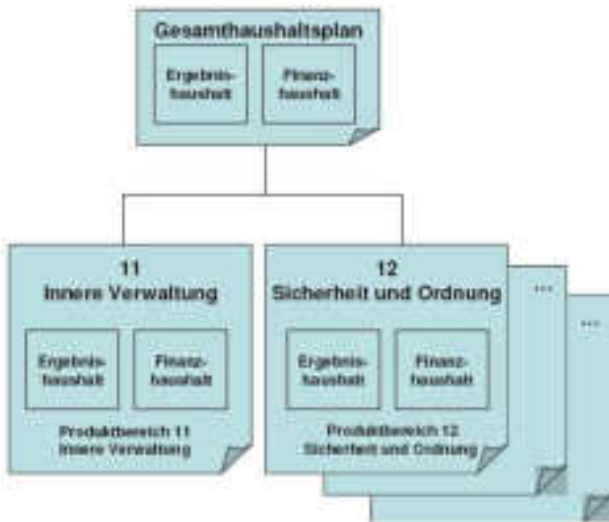 Gesamthaushaltsplan
Ergebnis-
haushalt
Finanz-
haushalt
11
Innere Verwaltung
Ergebnis-
haushalt
Finanz-
haushalt
Produktbereich 11
Innere Verwaltung
12
Sicherheit und Ordnung
Ergebnis-
haushalt
Finanz-
haushalt
Produktbereich 12
Sicherheit und Ordnung
...
...